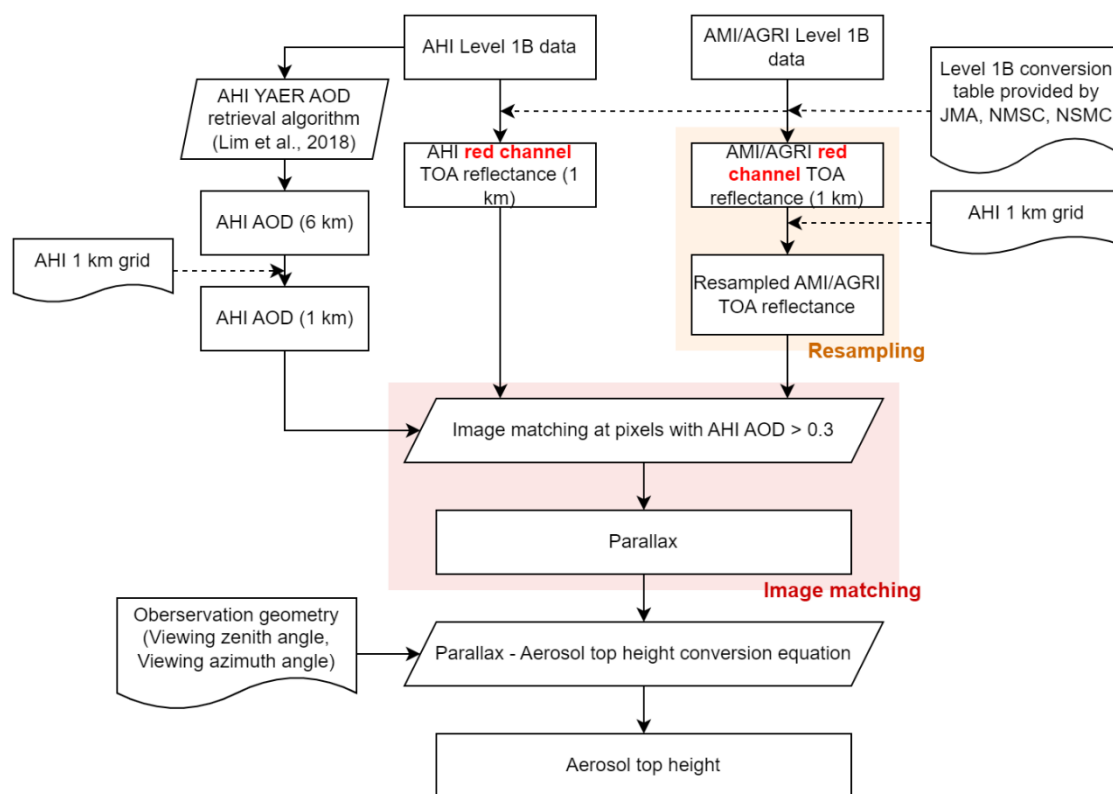 AHI Level 1B data
AMI/AGRI Level 1B
data
Level 1B conversion
table provided by
JMA, NMSC, NSMC
AHI YAER AOD
retrieval algorithm
(Lim et al., 2018)
AHI red channel
TOA reflectance (1
km)
AMI/AGRI red
channel TOA
reflectance (1 km)
AHI AOD (6 km)
AHI 1 km grid
AHI 1 km grid
Resampled AMI/AGRI
TOA reflectance
AHI AOD (1 km)
Resampling
Image matching at pixels with AHI AOD > 0.3
Parallax
Image matching
Oberservation geometry
(Viewing zenith angle,
Viewing azimuth angle)
Parallax - Aerosol top height conversion equation
Aerosol top height